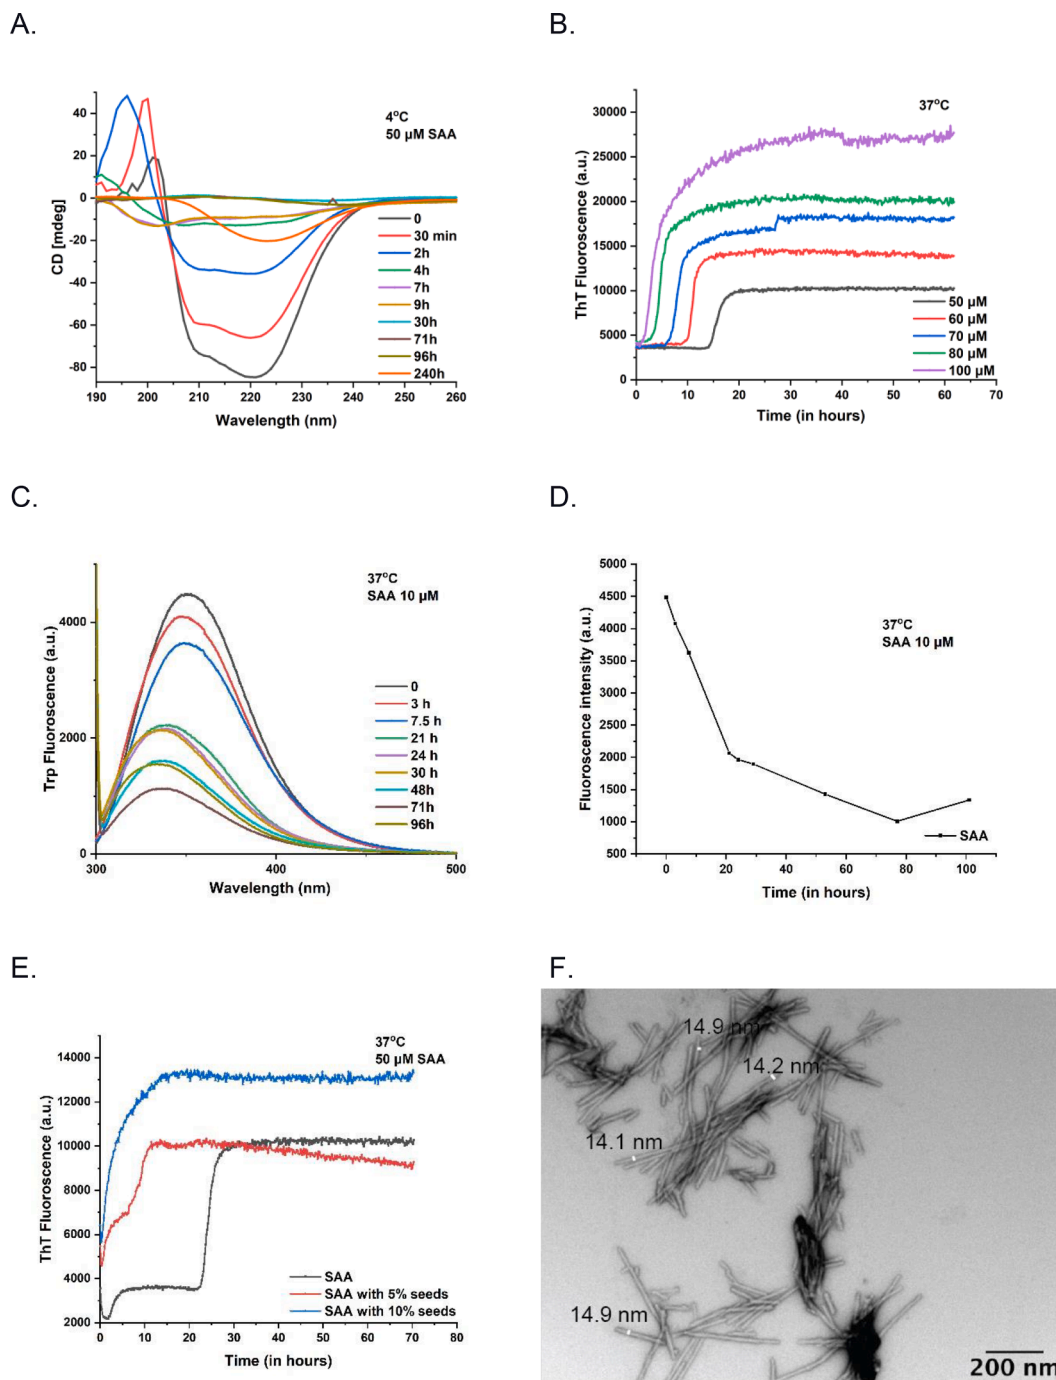 A.
B.
4°C
50 µM SAA
CD [mdeg]
40
20
0
-20
-40
-60
-80
0
30 min
2h
4h
7h
9h
30h
71h
96h
240h
190 200 210 220 230 240 250 260
Wavelength (nm)
37°C
ThT Fluoroscence (a.u.)
30000
25000
20000
15000
10000
5000
0
50 µM
60 µM
70 µM
80 µM
100 µM
0 10 20 30 40 50 60 70
Time (in hours)
C.
D.
37°C
SAA 10 µM
Trp Fluoroscence (a.u.)
4000
2000
0
0
3 h
7.5 h
21 h
24 h
30 h
48h
71h
96h
300 400 500
Wavelength (nm)
37°C
SAA 10 µM
Fluoroscence intensity (a.u.)
5000
4500
4000
3500
3000
2500
2000
1500
1000
500
SAA
0 20 40 60 80 100
Time (in hours)
E.
F.
37°C
50 µM SAA
ThT Fluoroscence (a.u.)
14000
12000
10000
8000
6000
4000
2000
SAA
SAA with 5% seeds
SAA with 10% seeds
0 10 20 30 40 50 60 70 80
Time (in hours)
14.9 nm
14.2 nm
14.1 nm
14.9 nm
200 nm